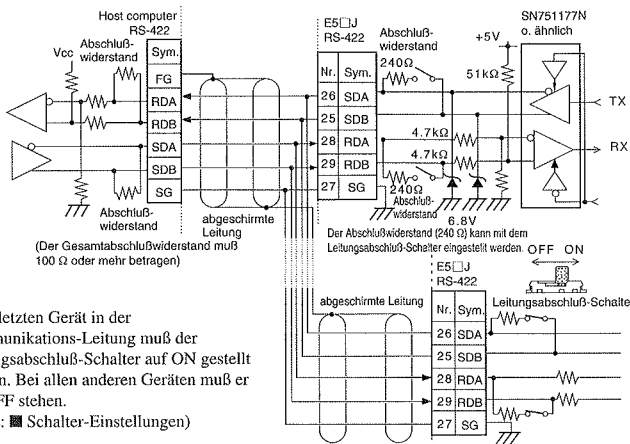 Host computer
RS-422
Vcc
Abschluß-
widerstand
Sym.
FG
RDA
RDB
SDA
SDB
SG
Abschluß-
widerstand
abgeschirmte
Leitung
(Der Gesamtabschlußwiderstand muß
100 Ω oder mehr betragen)
E5□J
RS-422
Nr. Sym.
26 SDA
25 SDB
28 RDA
29 RDB
27 SG
Abschluß-
widerstand
240Ω
+5V
51kΩ
SN751177N
o. ähnlich
TX
RX
4.7kΩ
4.7kΩ
240Ω
Abschluß-
widerstand
6.8V
Der Abschlußwiderstand (240 Ω) kann mit dem
Leitungsabschluß-Schalter eingestellt werden.
OFF ON
E5□J
RS-422
abgeschirmte Leitung
Leitungsabschluß-Schalte
Nr. Sym.
26 SDA
25 SDB
28 RDA
29 RDB
27 SG
letzten Gerät in der
munikations-Leitung muß der
ngsabschluß-Schalter auf ON gestellt
n. Bei allen anderen Geräten muß er
FF stehen.
: ■ Schalter-Einstellungen)